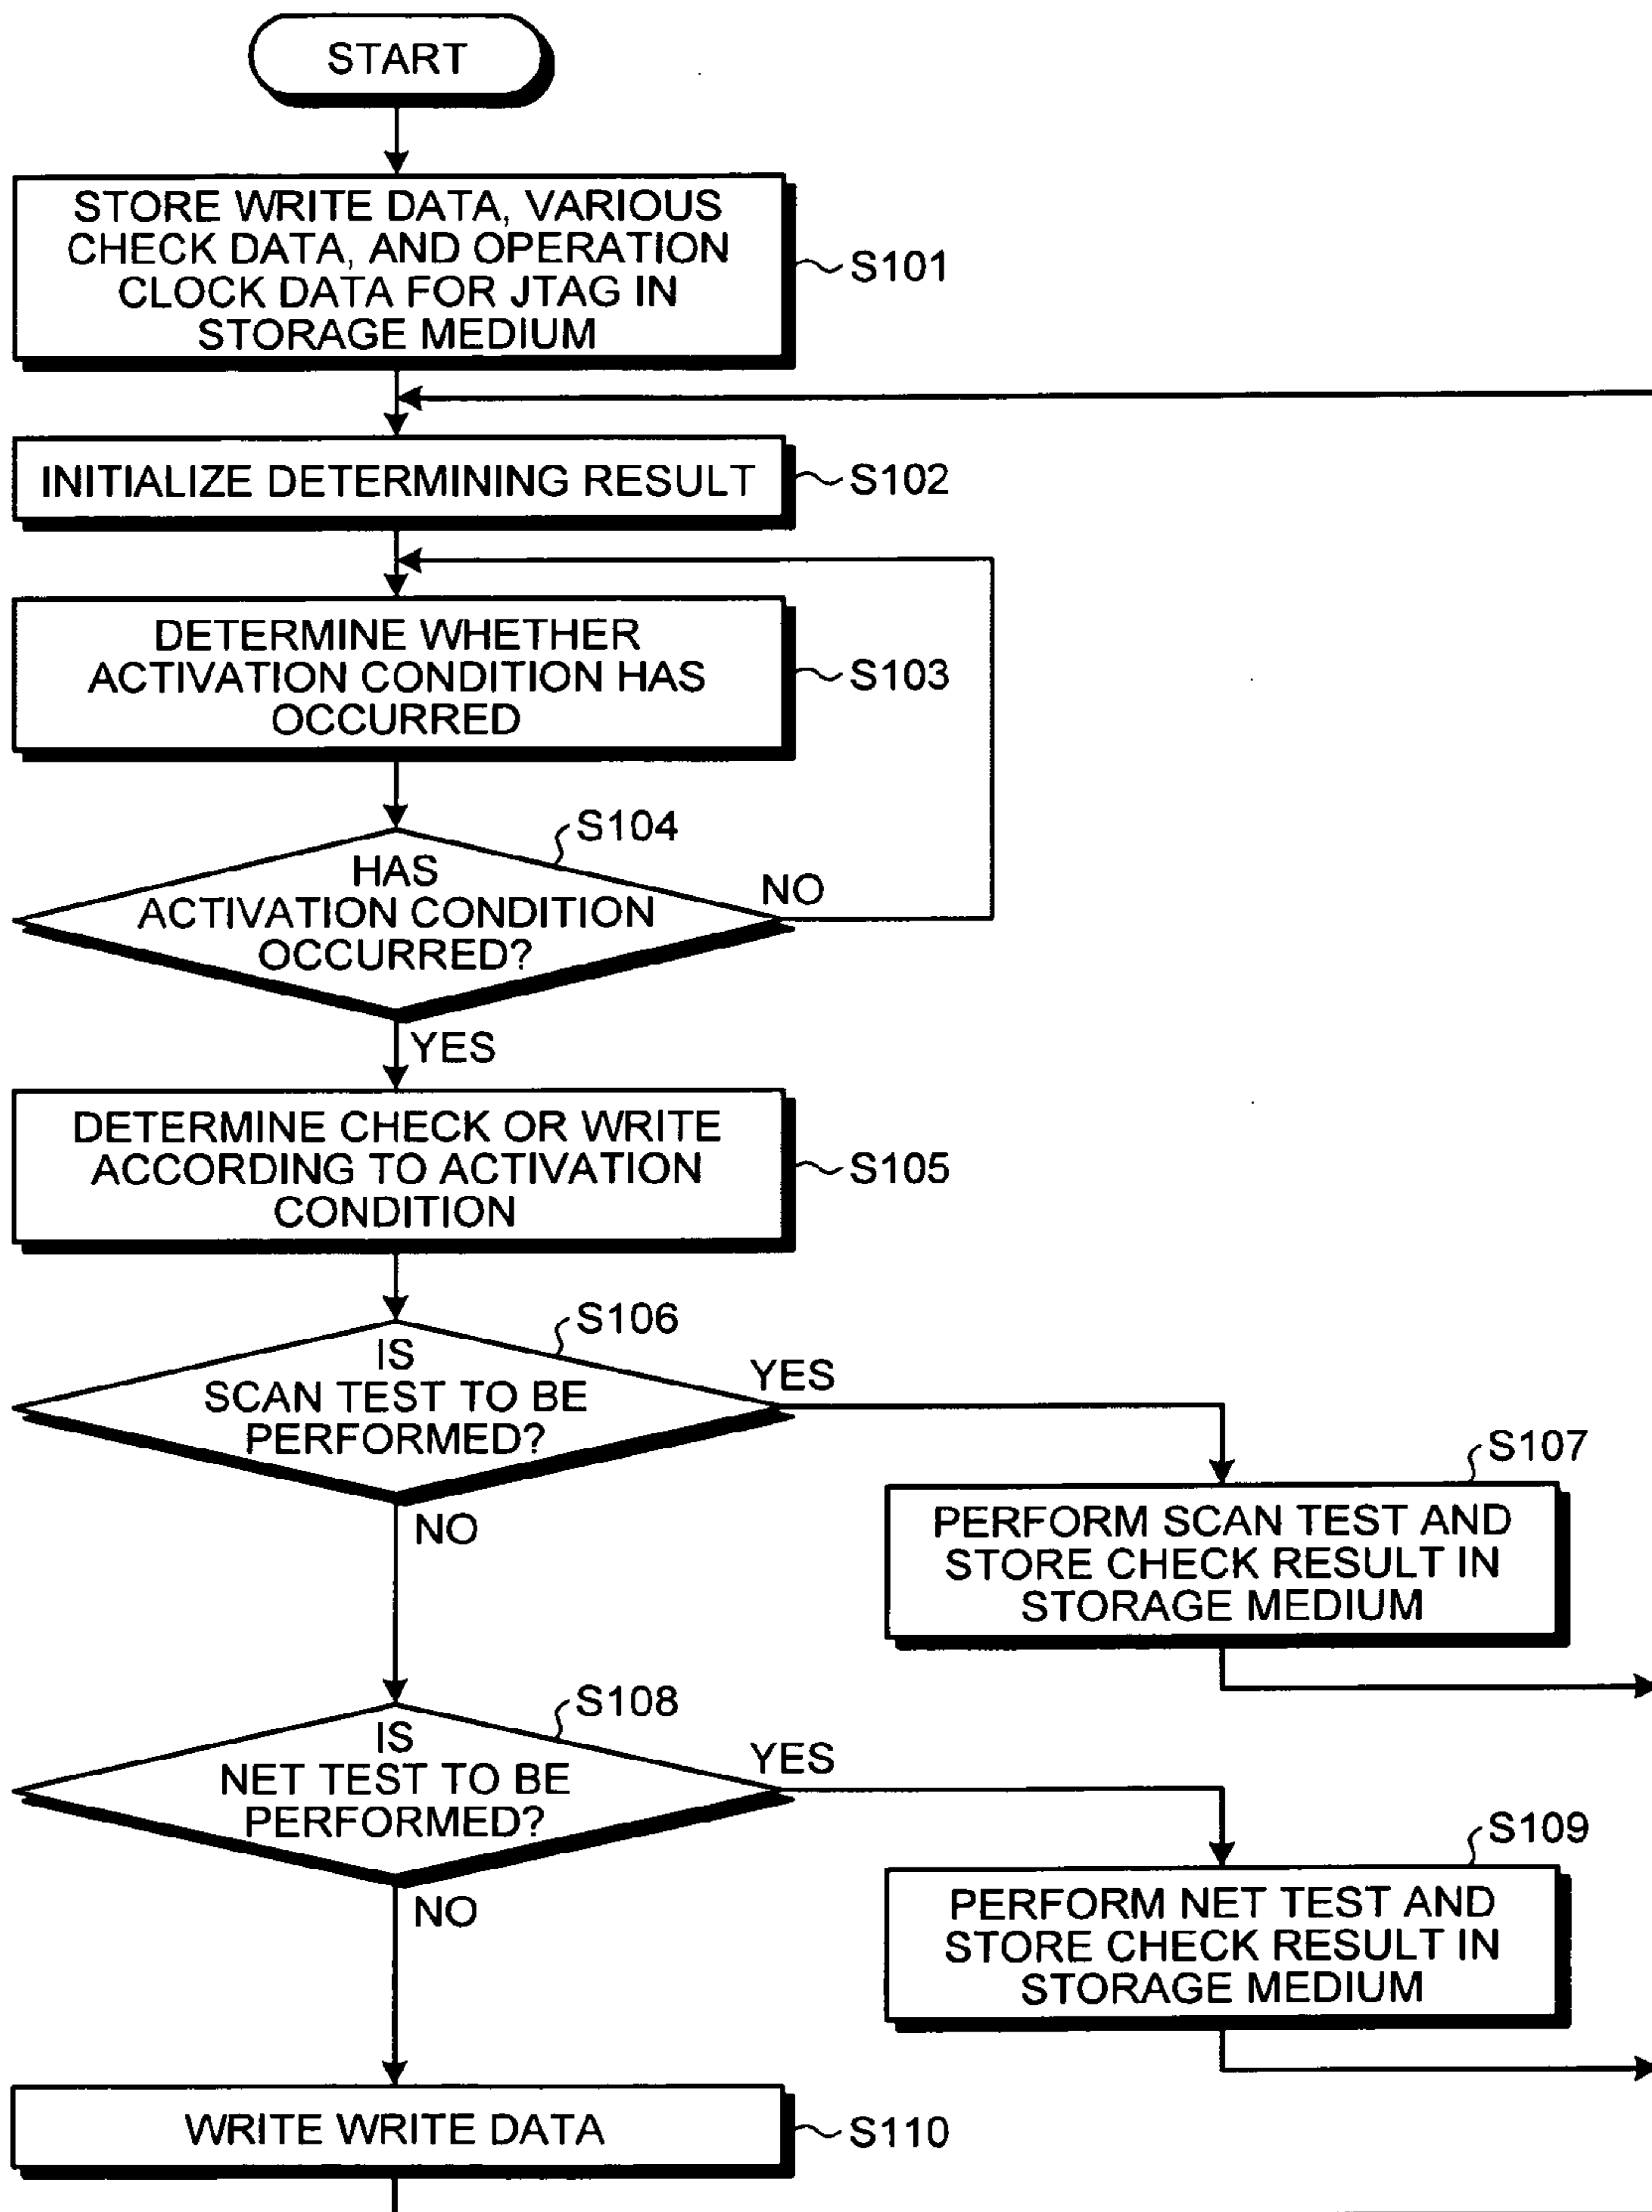 START
STORE WRITE DATA, VARIOUS
CHECK DATA, AND OPERATION
CLOCK DATA FOR JTAG IN
STORAGE MEDIUM
S101
INITIALIZE DETERMINING RESULT
S102
DETERMINE WHETHER
ACTIVATION CONDITION HAS
OCCURRED
S103
S104
HAS
ACTIVATION CONDITION
OCCURRED?
NO
YES
DETERMINE CHECK OR WRITE
ACCORDING TO ACTIVATION
CONDITION
S105
S106
IS
SCAN TEST TO BE
PERFORMED?
YES
NO
S107
PERFORM SCAN TEST AND
STORE CHECK RESULT IN
STORAGE MEDIUM
S108
IS
NET TEST TO BE
PERFORMED?
YES
NO
S109
PERFORM NET TEST AND
STORE CHECK RESULT IN
STORAGE MEDIUM
WRITE WRITE DATA
S110